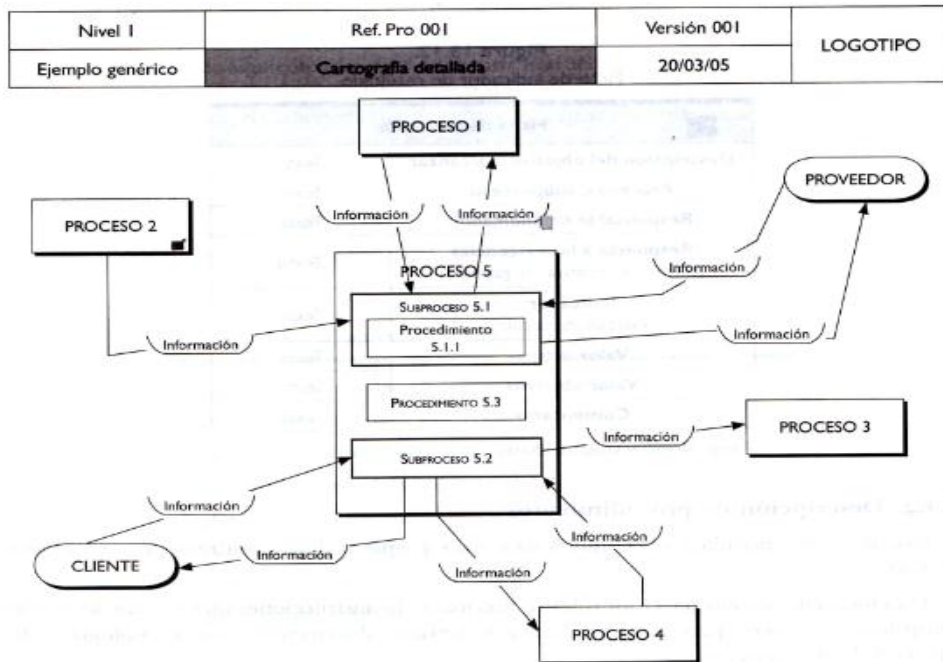 Nivel 1
Ref. Pro 001
Versión 001
LOGOTIPO
Ejemplo genérico
Cartografía detallada
20/03/05
PROCESO 1
PROVEEDOR
PROCESO 2
Información
Información
Información
PROCESO 5
SUBPROCESO 5.1
Procedimiento
5.1.1
Información
Información
PROCEDIMIENTO 5.3
PROCESO 3
Información
SUBPROCESO 5.2
Información
Información
Información
Información
CLIENTE
PROCESO 4